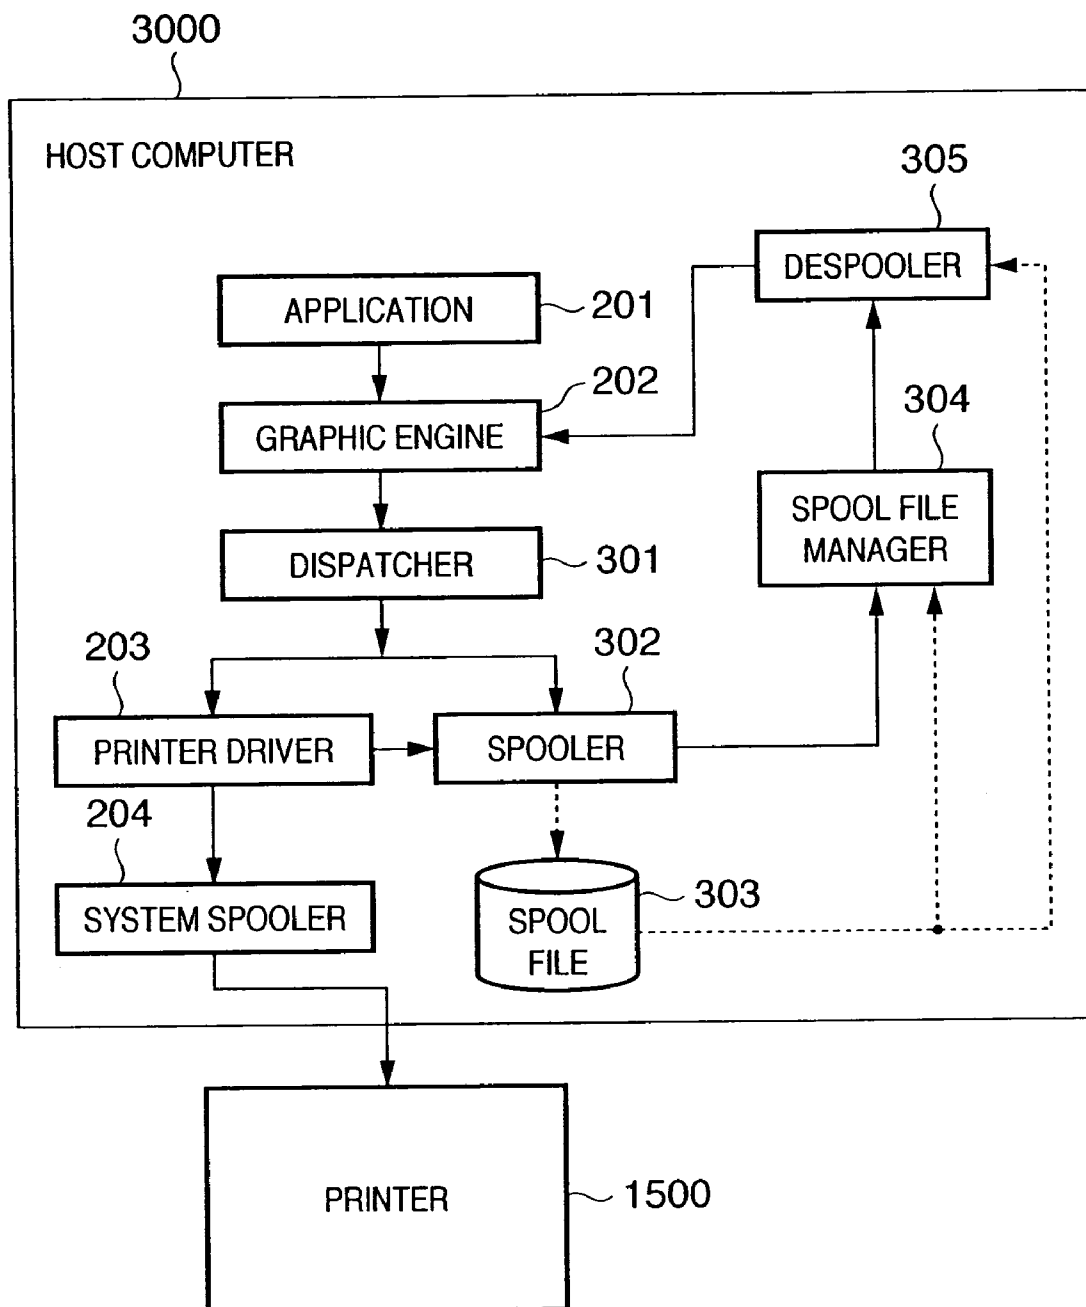 3000
HOST COMPUTER
305
DESPOOLER
APPLICATION
201
202
GRAPHIC ENGINE
304
SPOOL FILE
MANAGER
DISPATCHER
301
203
302
PRINTER DRIVER
SPOOLER
204
SYSTEM SPOOLER
303
SPOOL
FILE
PRINTER
1500